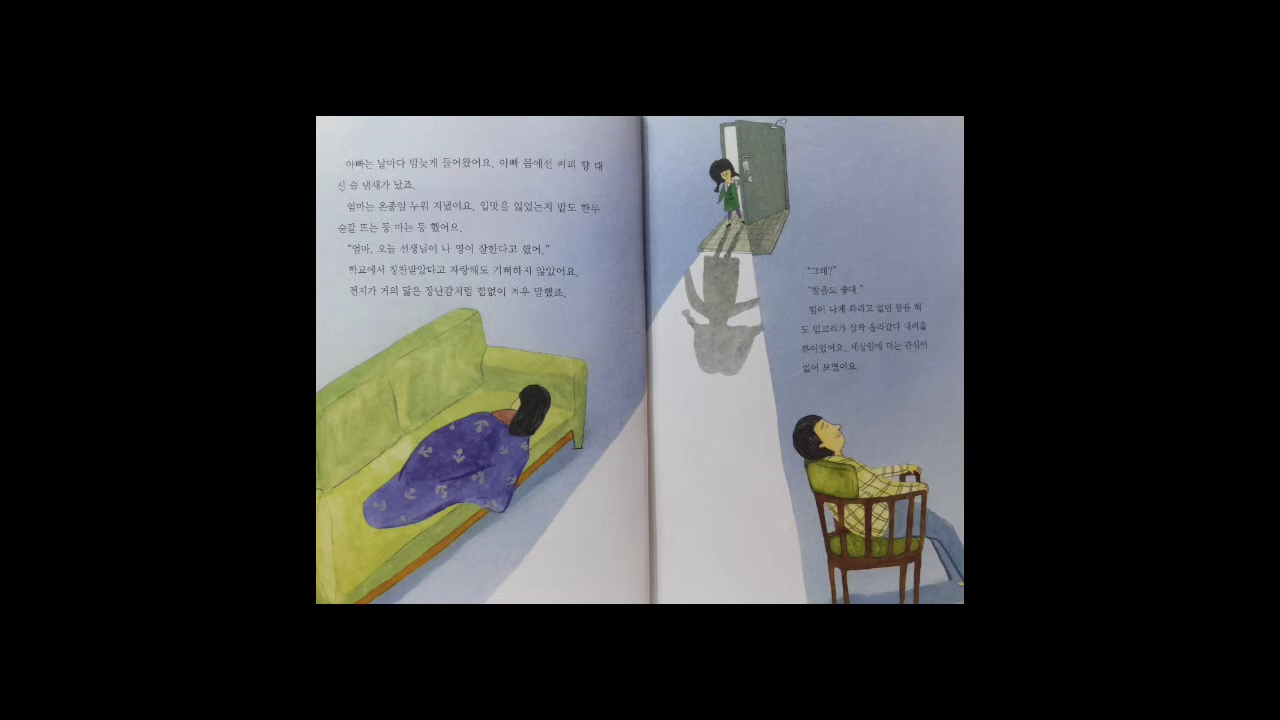 아빠는 날마다 밤늦게 들어왔어요. 아빠 몸에선 커피 향 대
신 술 냄새가 났죠.
엄마는 온종일 누워 지냈어요. 입맛을 잃었는지 밥도 한두
숟갈 뜨는 둥 마는 둥 했어요.
“엄마, 오늘 선생님이 나 영어 잘한다고 했어.”
학교에서 칭찬받았다고 자랑해도 기뻐하지 않았어요.
전지가 거의 닳은 장난감처럼 힘없이 겨우 말했죠.
“그래?”
“발음도 좋대.”
힘이 나게 하려고 없던 말을 해
도 입꼬리가 살짝 올라갔다 내려올
뿐이었어요. 세상일에 더는 관심이
없어 보였어요.